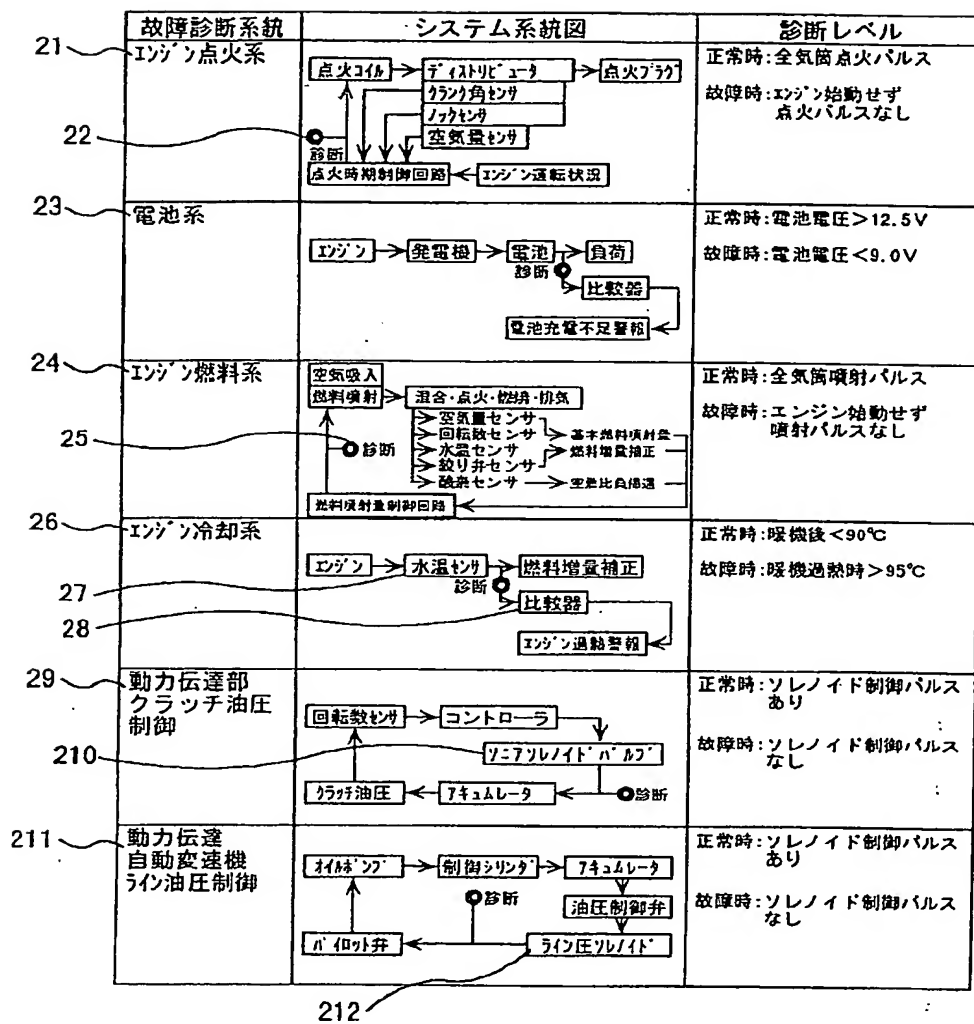 故障診断系統 システム系統図 診断レベル
21 エンジン点火系
点火コイル ディストリビュータ 点火プラグ
クランク角センサ
ノックセンサ
空気量センサ
22 診断
点火時期制御回路 エンジン運転状況
正常時:全気筒点火パルス
故障時:エンジン始動せず
点火パルスなし
23 電池系
エンジン 発電機 電池 負荷
診断
比較器
電池充電不足警報
正常時:電池電圧>12.5V
故障時:電池電圧<9.0V
24 エンジン燃料系
空気吸入
燃料噴射 混合・点火・燃焼・排気
空気量センサ
回転数センサ 基本燃料噴射量
25 診断 水温センサ 燃料増量補正
絞り弁センサ
酸素センサ
燃料噴射量制御回路
正常時:全気筒噴射パルス
故障時:エンジン始動せず
噴射パルスなし
26 エンジン冷却系
エンジン 水温センサ 燃料増量補正
27 診断
28 比較器
エンジン過熱警報
正常時:暖機後<90℃
故障時:暖機過熱時>95℃
29 動力伝達部
クラッチ油圧
制御
回転数センサ コントローラ
210 ソニアソレノイドバルブ
クラッチ油圧 アキュムレータ 診断
正常時:ソレノイド制御パルス
あり
故障時:ソレノイド制御パルス
なし
211 動力伝達
自動変速機
ライン油圧制御
オイルポンプ 制御シリンダ アキュムレータ
診断 油圧制御弁
パイロット弁 ライン圧ソレノイド
212
正常時:ソレノイド制御パルス
あり
故障時:ソレノイド制御パルス
なし